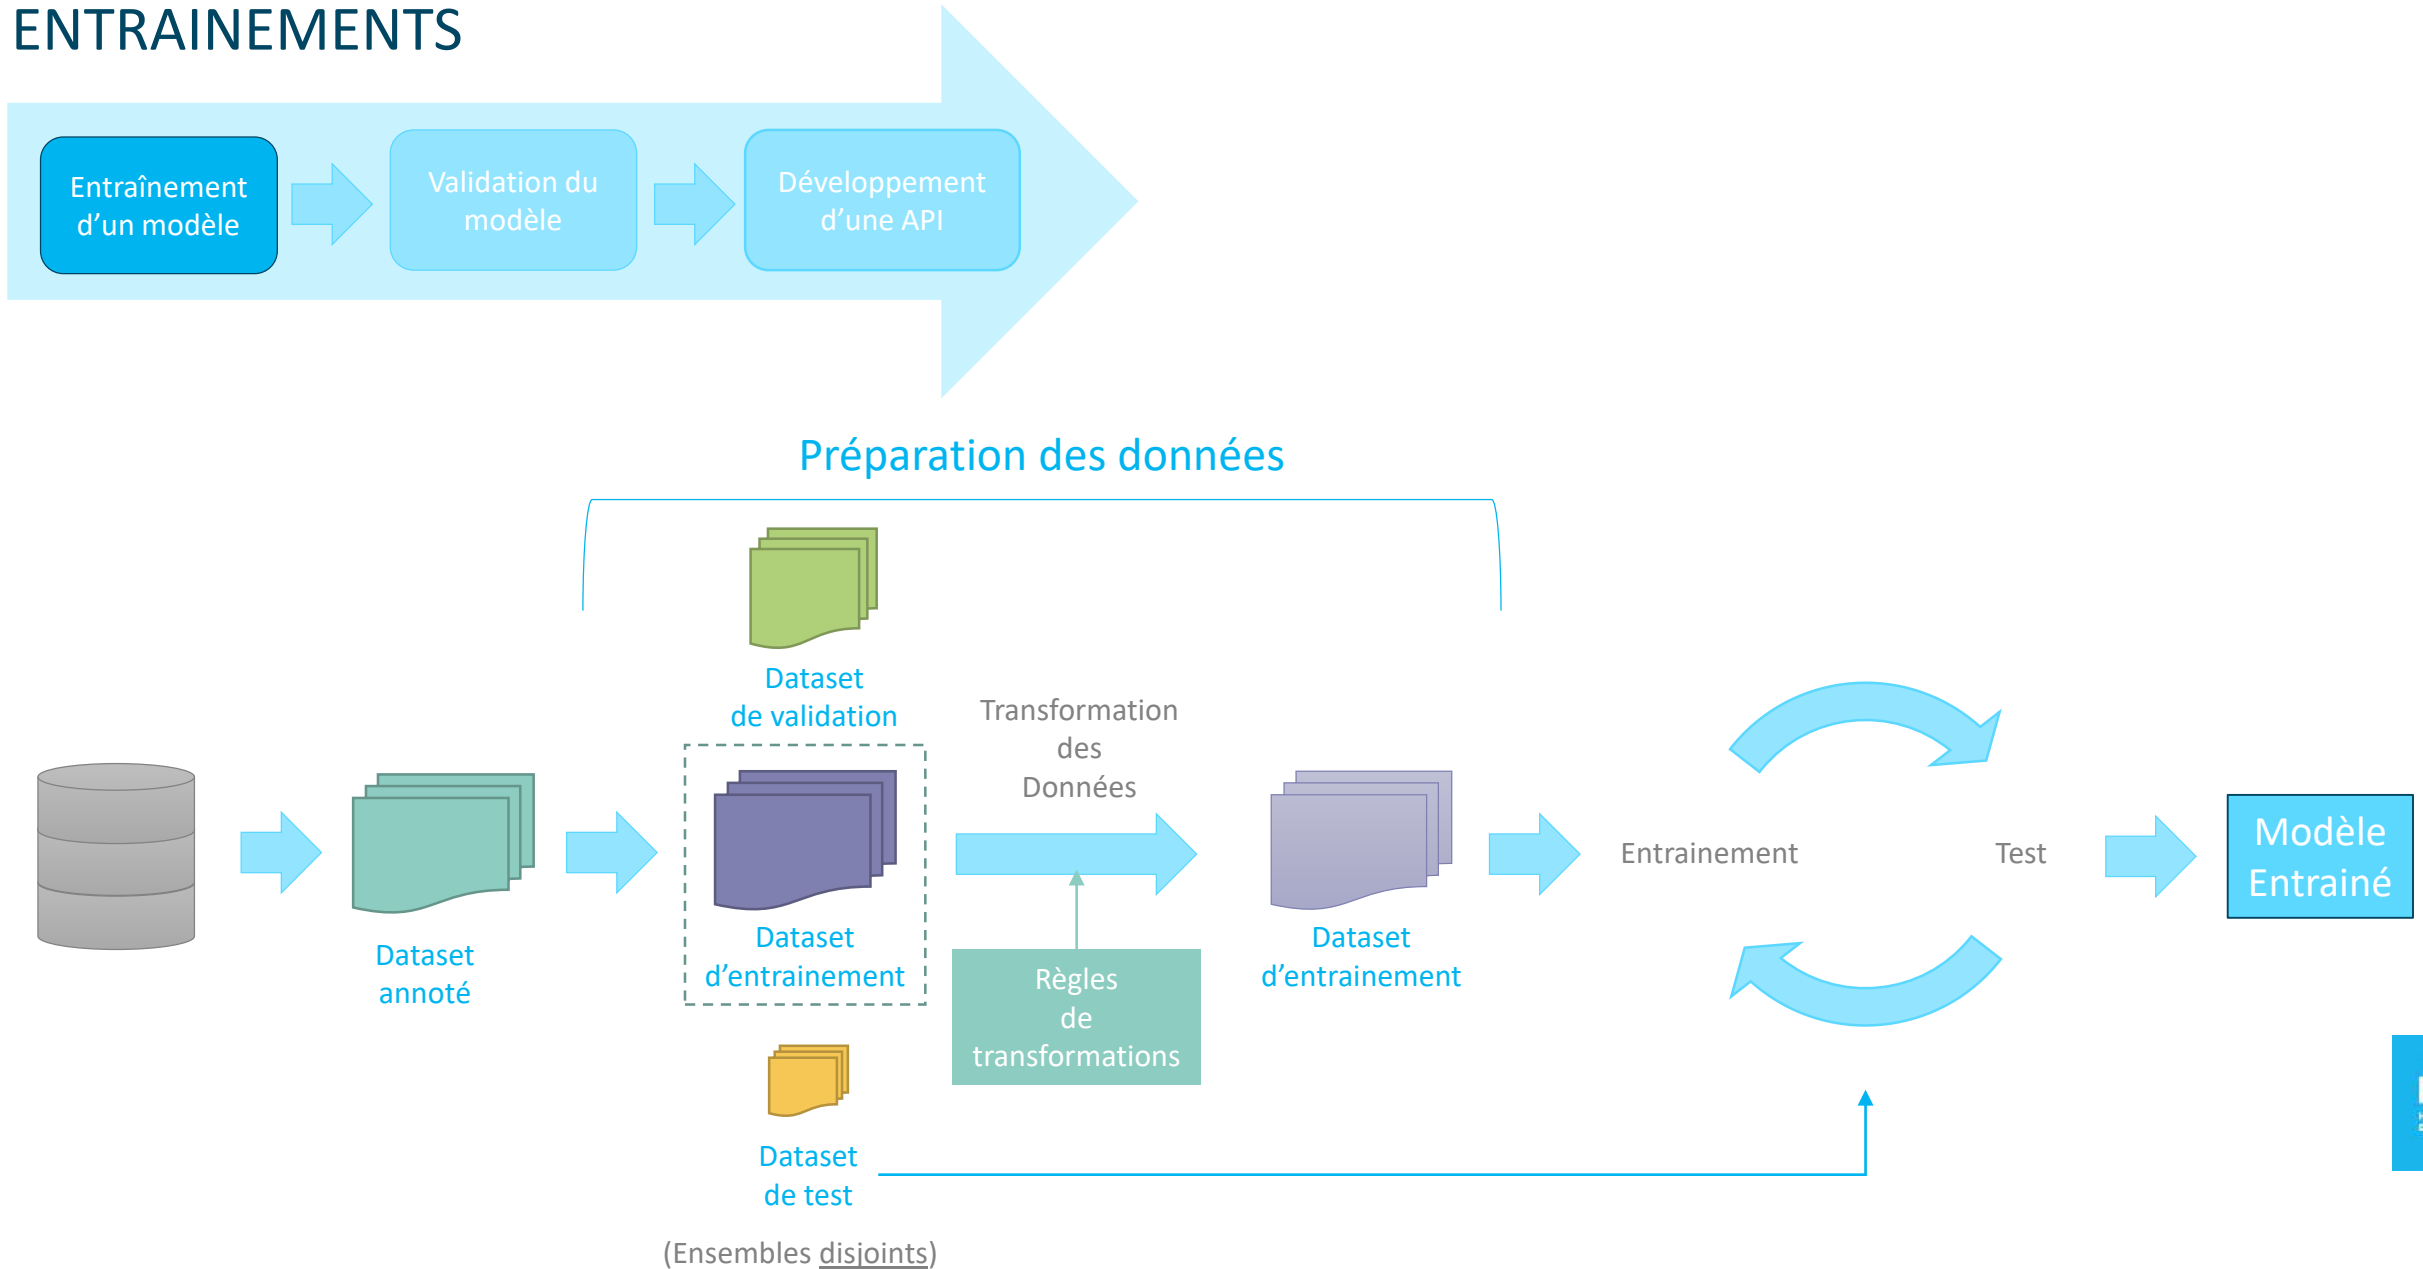 ENTRAINEMENTS
Entraînement
d’un modèle
Validation du
modèle
Développement
d’une API
Préparation des données
Dataset
de validation
Transformation
des
Données
Dataset
annoté
Dataset
d’entrainement
Règles
de
transformations
Dataset
d’entrainement
Entrainement
Test
Modèle
Entrainé
Dataset
de test
(Ensembles disjoints)